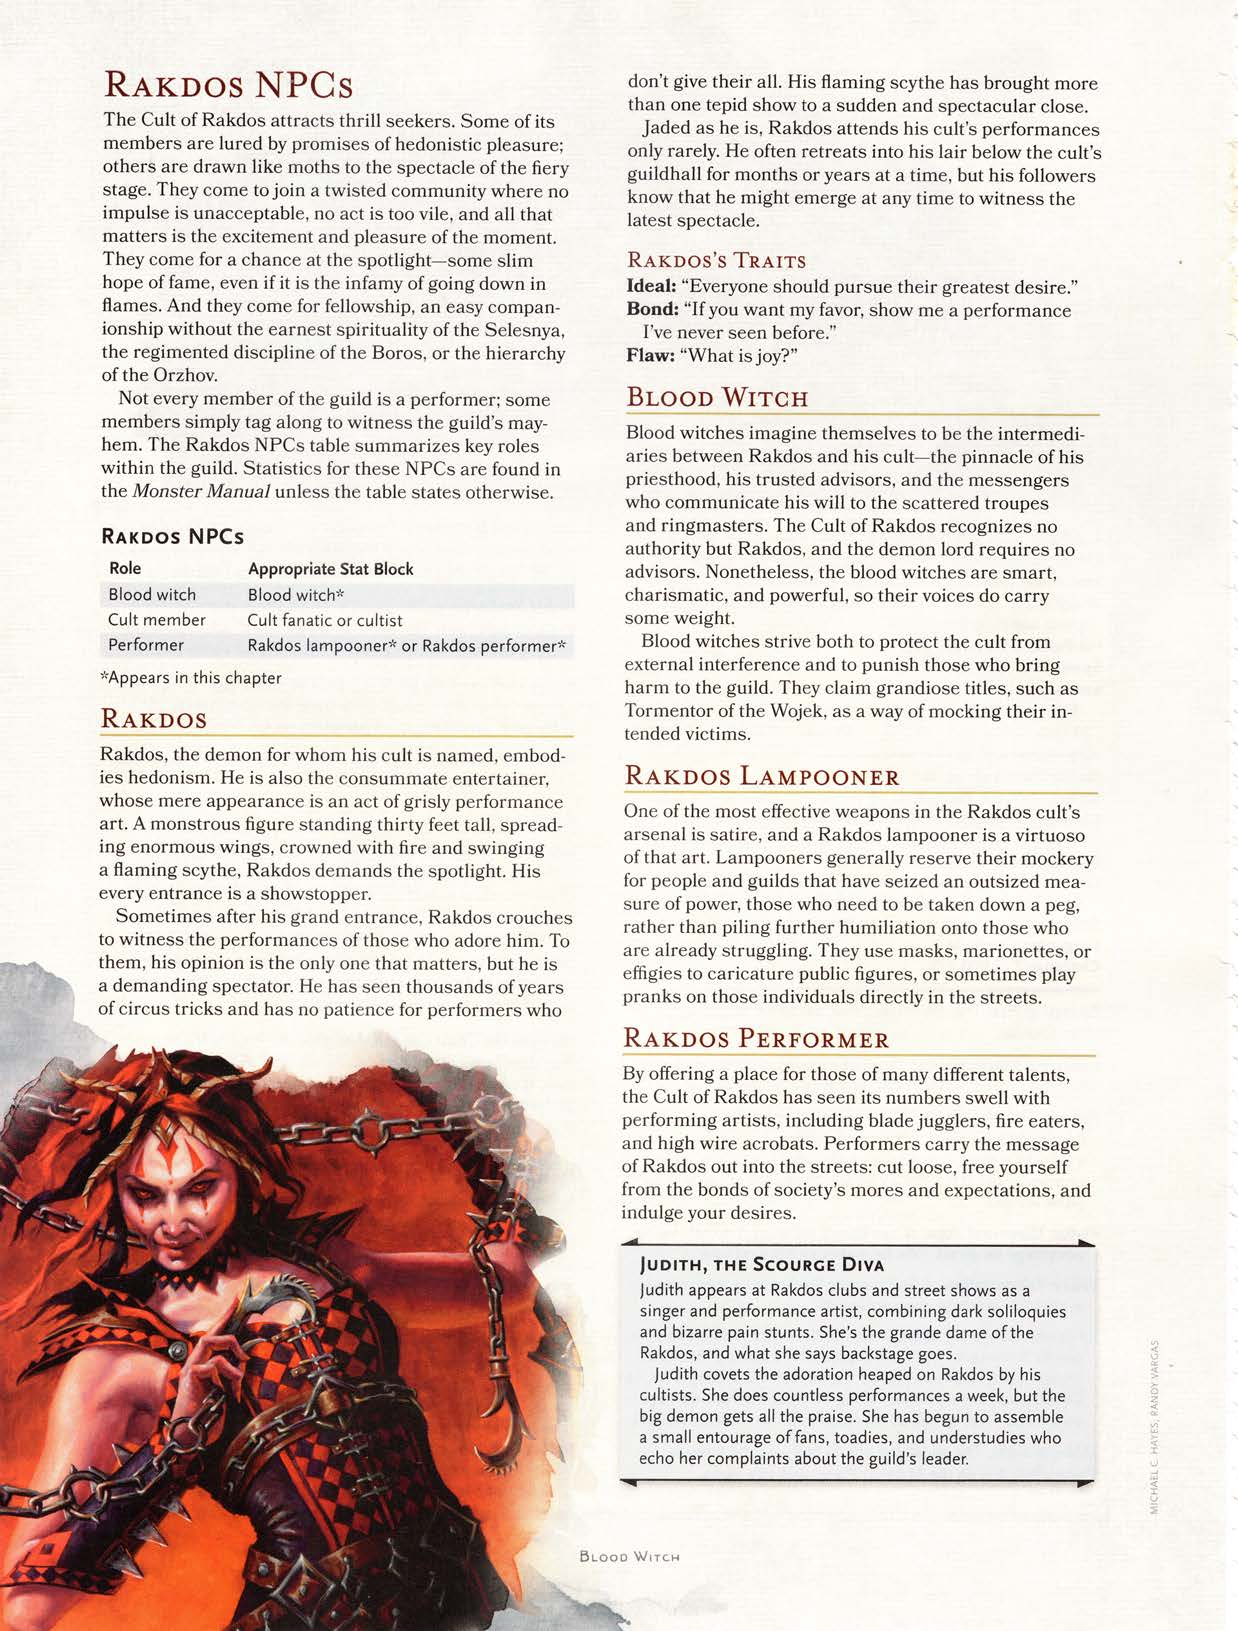 RAKDOS NPCS
The Cult of Rakdos attracts thrill seekers. Some of its
members are lured by promises of hedonistic pleasure;
others are drawn like moths to the spectacle of the fiery
stage. They come to join a twisted community where no
impulse is unacceptable, no act is too vile, and all that
matters is the excitement and pleasure of the moment.
They come for a chance at the spotlight—some slim
hope of fame, even if it is the infamy of going down in
flames. And they come for fellowship, an easy compan-
ionship without the earnest spirituality of the Selesnya,
the regimented discipline of the Boros, or the hierarchy
of the Orzhov.
Not every member of the guild is a performer; some
members simply tag along to witness the guild's may-
hem. The Rakdos NPCs table summarizes key roles
within the guild. Statistics for these NPCs are found in
the Monster Manual unless the table states otherwise.
RAKDOS NPCS
Role Appropriate Stat Block
Blood witch Blood witch*
Cult member Cult fanatic or cultist
Performer Rakdos lampooner* or Rakdos performer*
*Appears in this chapter
RAKDOS
Rakdos, the demon for whom his cult is named, embod-
ies hedonism. He is also the consummate entertainer,
whose mere appearance is an act of grisly performance
art. A monstrous figure standing thirty feet tall, spread-
ing enormous wings, crowned with fire and swinging
a flaming scythe, Rakdos demands the spotlight. His
every entrance is a showstopper.
Sometimes after his grand entrance, Rakdos crouches
to witness the performances of those who adore him. To
them, his opinion is the only one that matters, but he is
a demanding spectator. He has seen thousands of years
of circus tricks and has no patience for performers who
don't give their all. His flaming scythe has brought more
than one tepid show to a sudden and spectacular close.
Jaded as he is, Rakdos attends his cult's performances
only rarely. He often retreats into his lair below the cult's
guildhall for months or years at a time, but his followers
know that he might emerge at any time to witness the
latest spectacle.
RAKDOS'S TRAITS
Ideal: “Everyone should pursue their greatest desire.”
Bond: “If you want my favor, show me a performance
I've never seen before.”
Flaw: “What is joy?”
BLOOD WITCH
Blood witches imagine themselves to be the intermedi-
aries between Rakdos and his cult—the pinnacle of his
priesthood, his trusted advisors, and the messengers
who communicate his will to the scattered troupes
and ringmasters. The Cult of Rakdos recognizes no
authority but Rakdos, and the demon lord requires no
advisors. Nonetheless, the blood witches are smart,
charismatic, and powerful, so their voices do carry
some weight.
Blood witches strive both to protect the cult from
external interference and to punish those who bring
harm to the guild. They claim grandiose titles, such as
Tormentor of the Wojek, as a way of mocking their in-
tended victims.
RAKDOS LAMPOONER
One of the most effective weapons in the Rakdos cult's
arsenal is satire, and a Rakdos lampooner is a virtuoso
of that art. Lampooners generally reserve their mockery
for people and guilds that have seized an outsized mea-
sure of power, those who need to be taken down a peg,
rather than piling further humiliation onto those who
are already struggling. They use masks, marionettes, or
effigies to caricature public figures, or sometimes play
pranks on those individuals directly in the streets.
RAKDOS PERFORMER
By offering a place for those of many different talents,
the Cult of Rakdos has seen its numbers swell with
performing artists, including blade jugglers, fire eaters,
and high wire acrobats. Performers carry the message
of Rakdos out into the streets: cut loose, free yourself
from the bonds of society's mores and expectations, and
indulge your desires.
JUDITH, THE SCOURGE DIVA
Judith appears at Rakdos clubs and street shows as a
singer and performance artist, combining dark soliloquies
and bizarre pain stunts. She's the grande dame of the
Rakdos, and what she says backstage goes.
Judith covets the adoration heaped on Rakdos by his
cultists. She does countless performances a week, but the
big demon gets all the praise. She has begun to assemble
a small entourage of fans, toadies, and understudies who
echo her complaints about the guild's leader.
MICHAEL C. HAYES, RANDY VARGAS
BLOOD WITCH